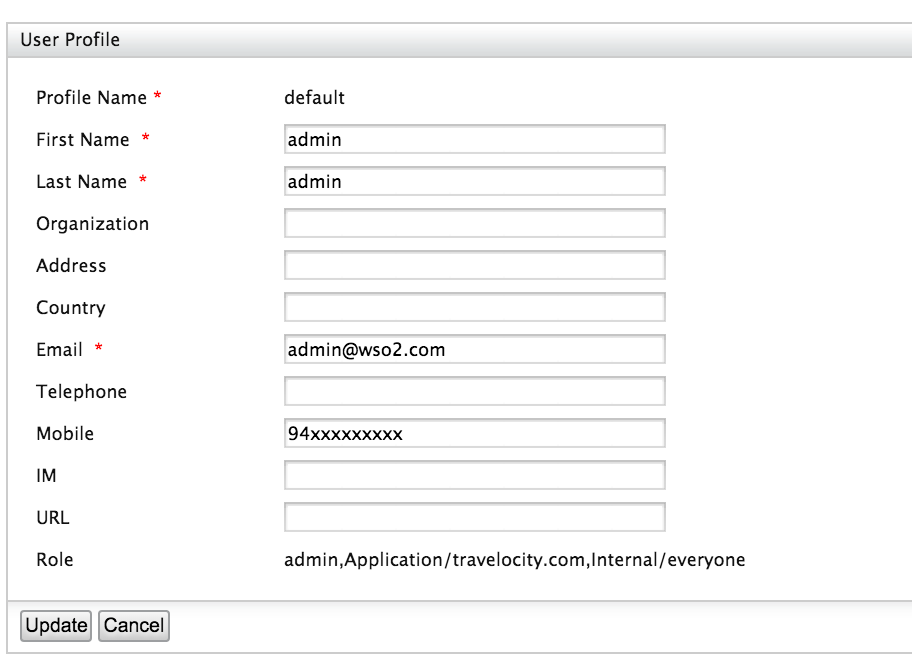 User Profile
Profile Name * default
First Name * admin
Last Name * admin
Organization
Address
Country
Email * admin@wso2.com
Telephone
Mobile 94xxxxxxxxx
IM
URL
Role admin,Application/travelocity.com,Internal/everyone
Update Cancel